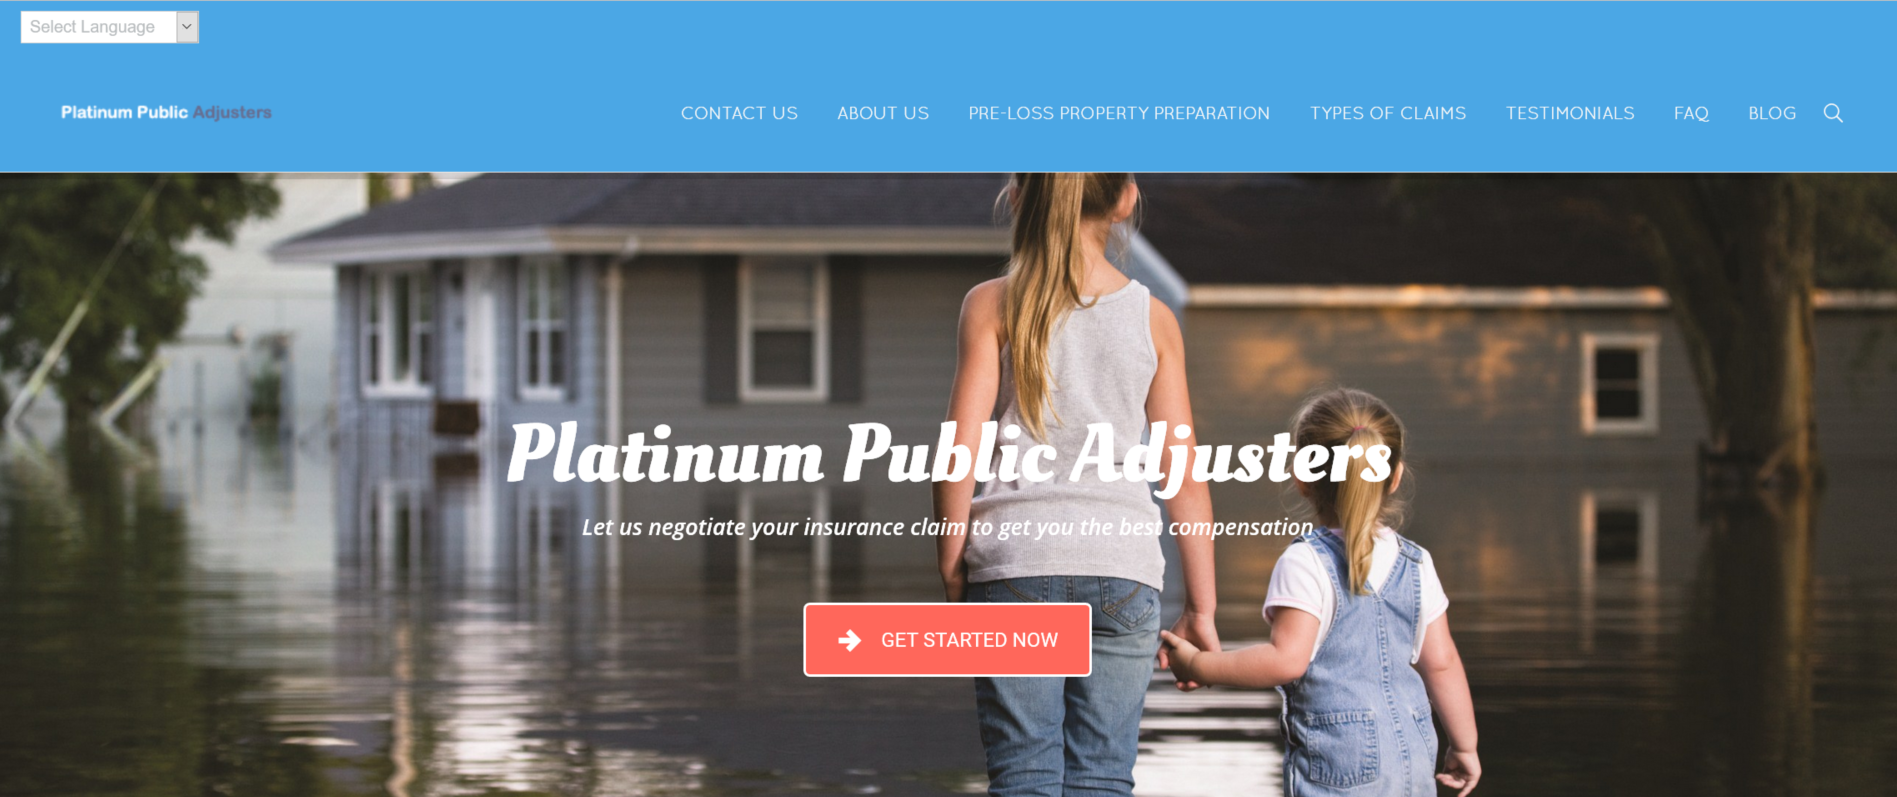 Select Language
Platinum Public Adjusters
CONTACT US
ABOUT US
PRE-LOSS PROPERTY PREPARATION
TYPES OF CLAIMS
TESTIMONIALS
FAQ
BLOG
Platinum Public Adjusters
Let us negotiate your insurance claim to get you the best compensation
GET STARTED NOW